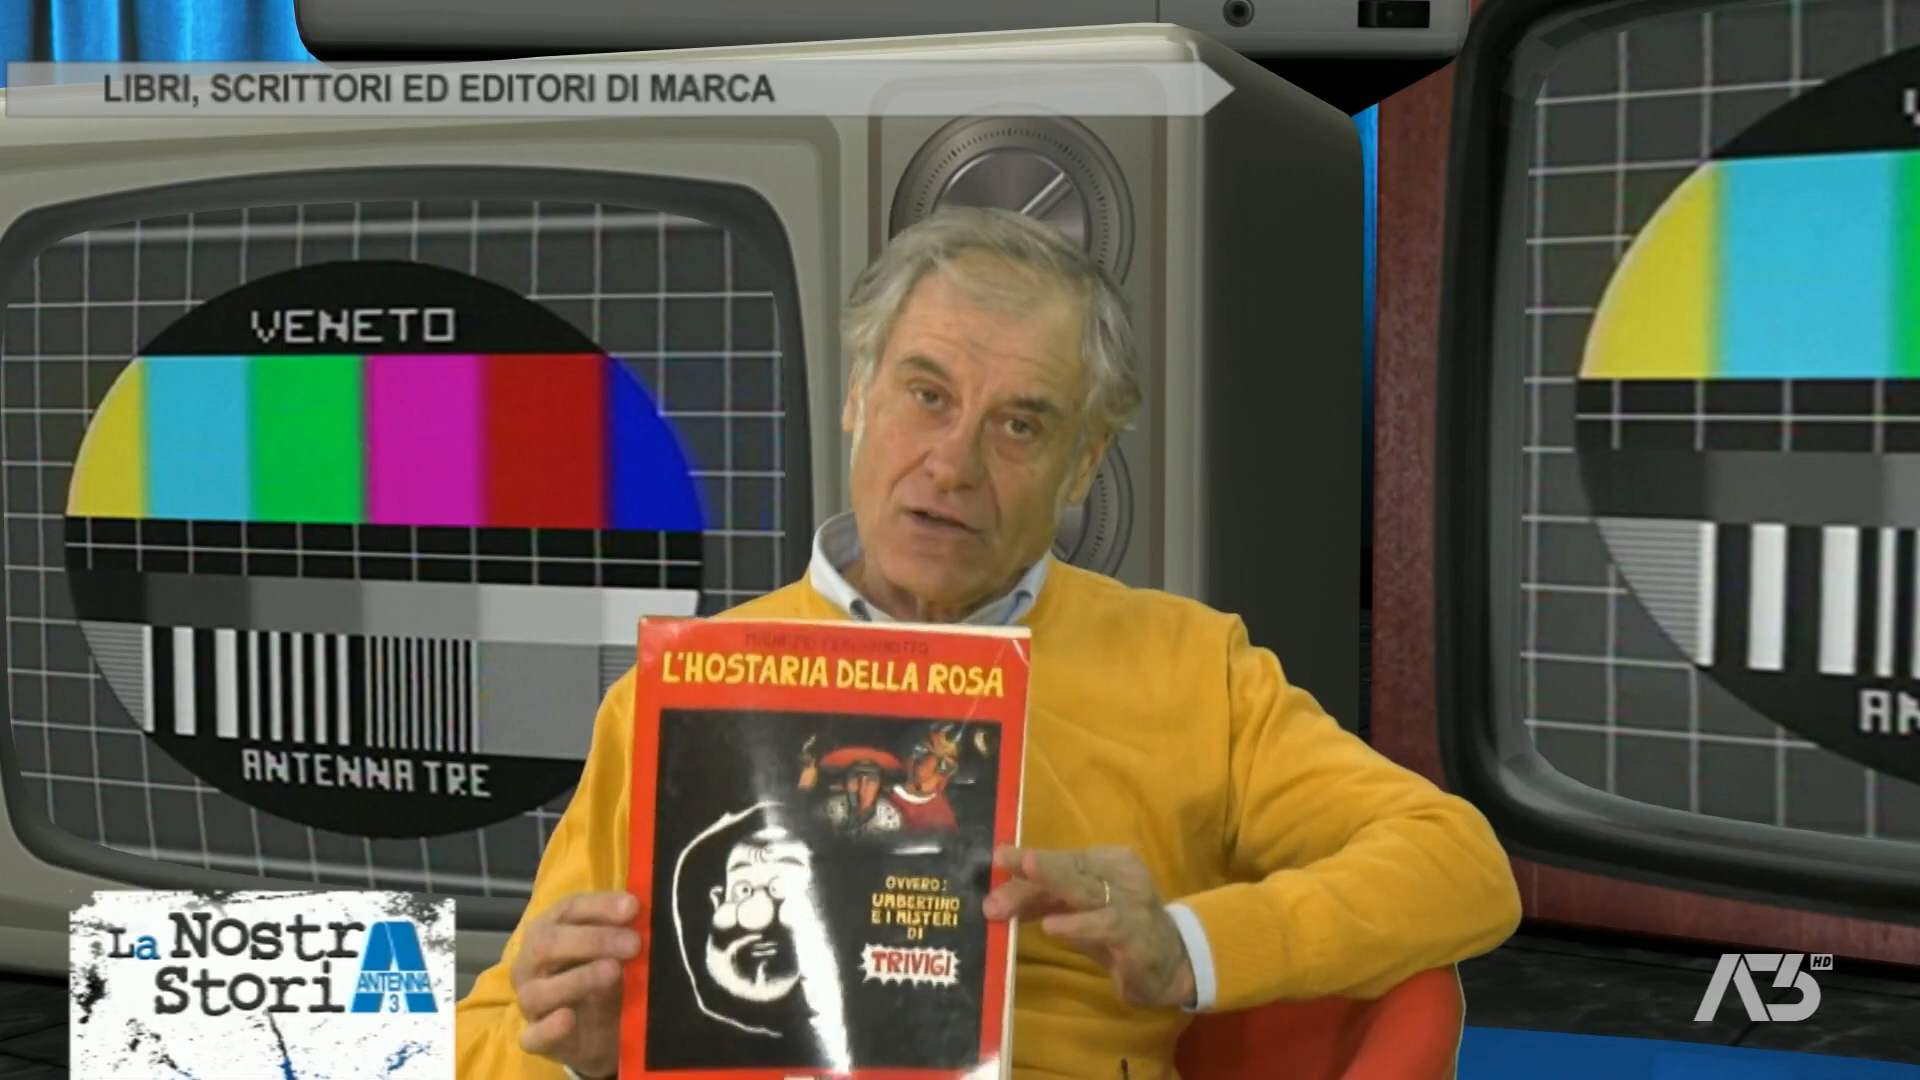 LIBRI, SCRITTORI ED EDITORI DI MARCA
VENETO
ANTENNA TRE
AN
L'HOSTARIA DELLA ROSA
OVVERO:
UMBERTINO
E I MISTERI
DI
TRIVIGI
La Nostr
Stori
ANTENNA
3
A3 HD